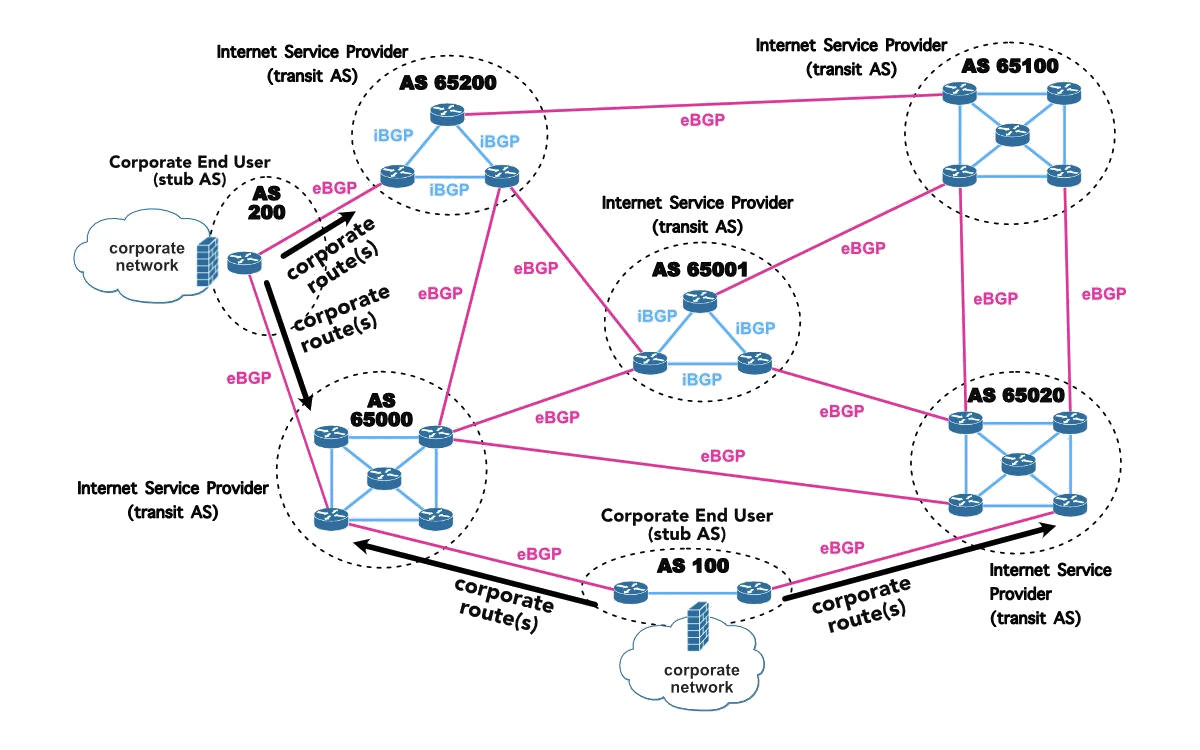 Internet Service Provider
(transit AS)
AS 65200
iBGP
iBGP
iBGP
eBGP
Internet Service Provider
(transit AS)
AS 65100
Corporate End User
(stub AS)
AS
200
eBGP
corporate
network
corporate
route(s)
corporate
route(s)
eBGP
eBGP
eBGP
Internet Service Provider
(transit AS)
AS 65001
iBGP
iBGP
iBGP
eBGP
eBGP
eBGP
AS
65000
Internet Service Provider
(transit AS)
eBGP
eBGP
eBGP
AS 65020
Internet Service
Provider
(transit AS)
Corporate End User
(stub AS)
AS 100
eBGP
eBGP
corporate
route(s)
corporate
route(s)
corporate
network